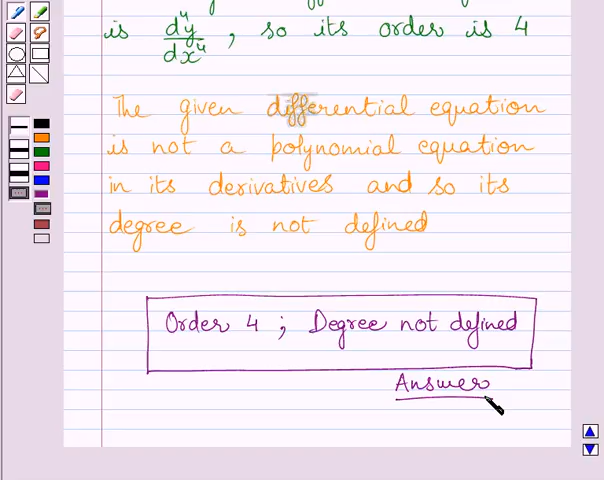 is d⁴y/dx⁴, so its order is 4
The given differential equation
is not a polynomial equation
in its derivatives and so its
degree is not defined
Order 4 ; Degree not defined
Answer